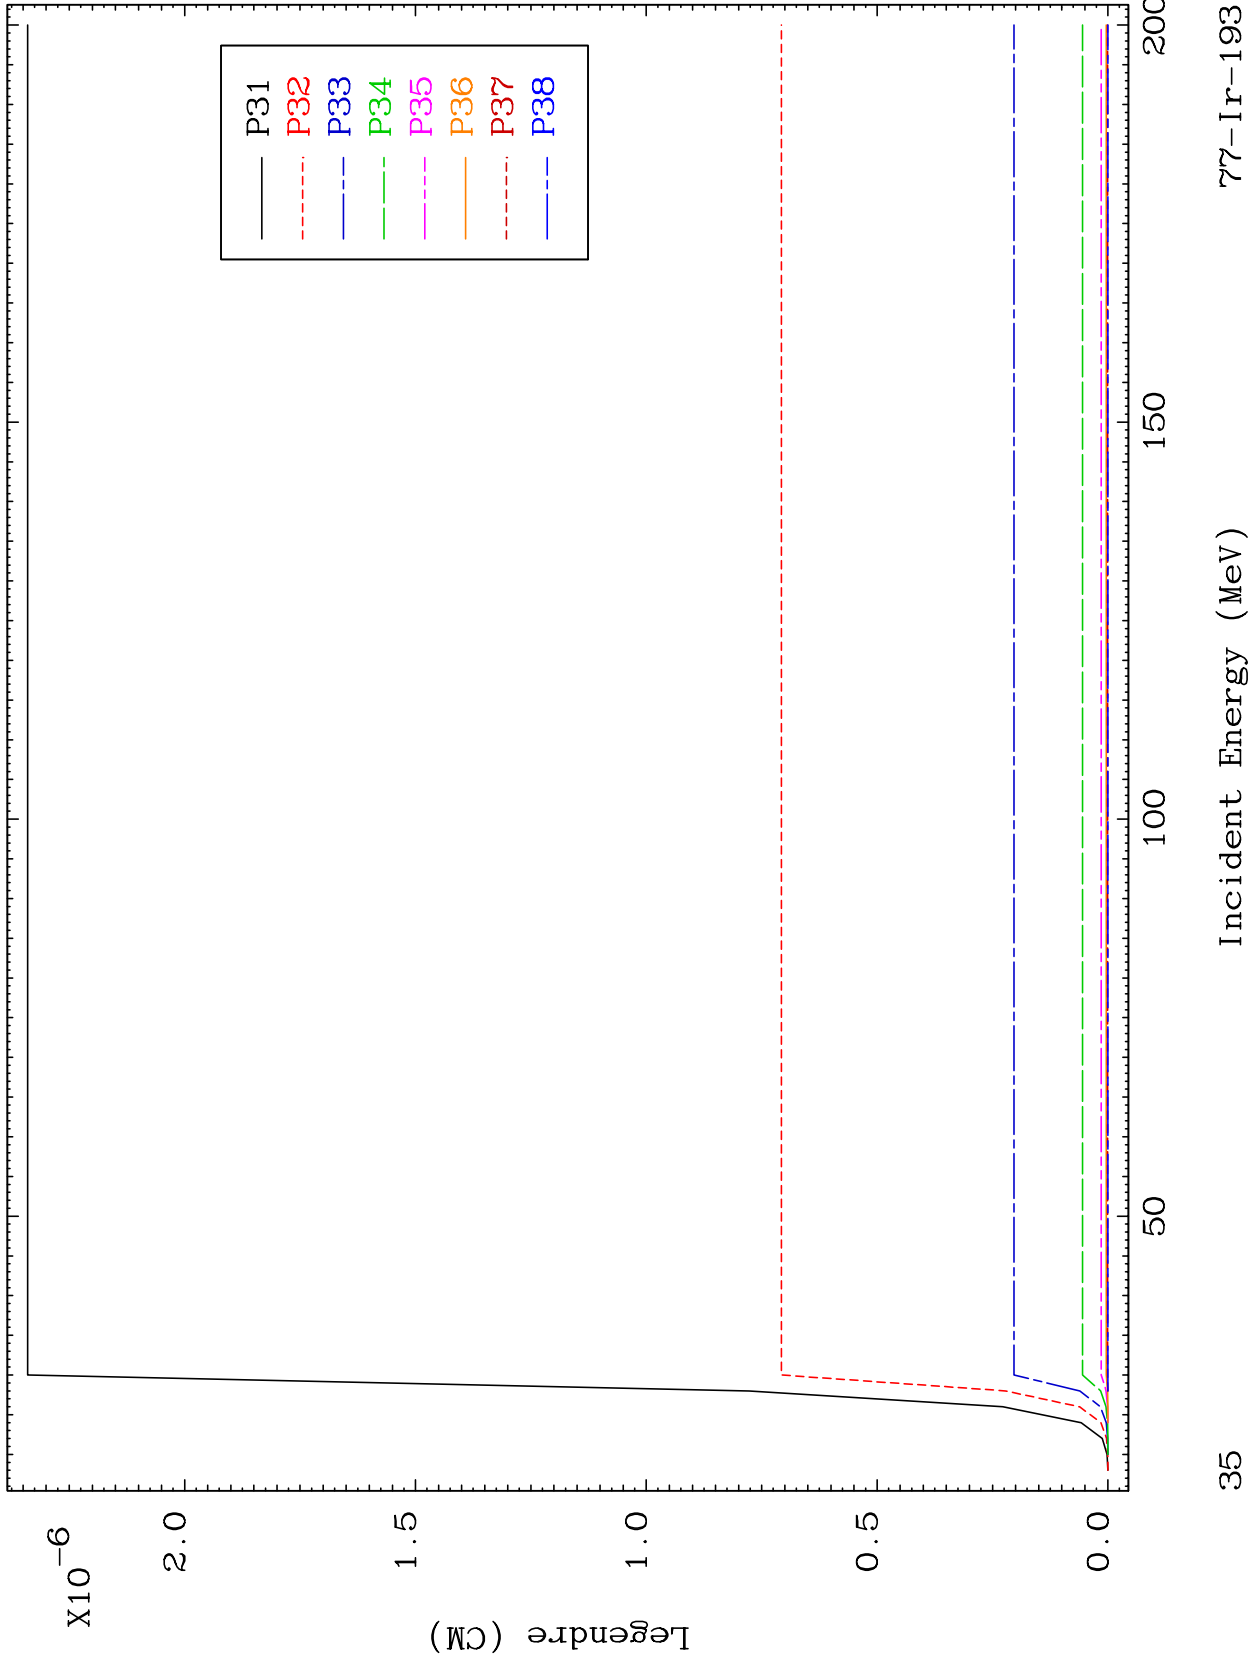 X10-6
2.0
1.5
1.0
0.5
0.0
Legendre (CM)
P31
P32
P33
P34
P35
P36
P37
P38
50
100
150
200
35
Incident Energy (MeV)
77-Ir-193